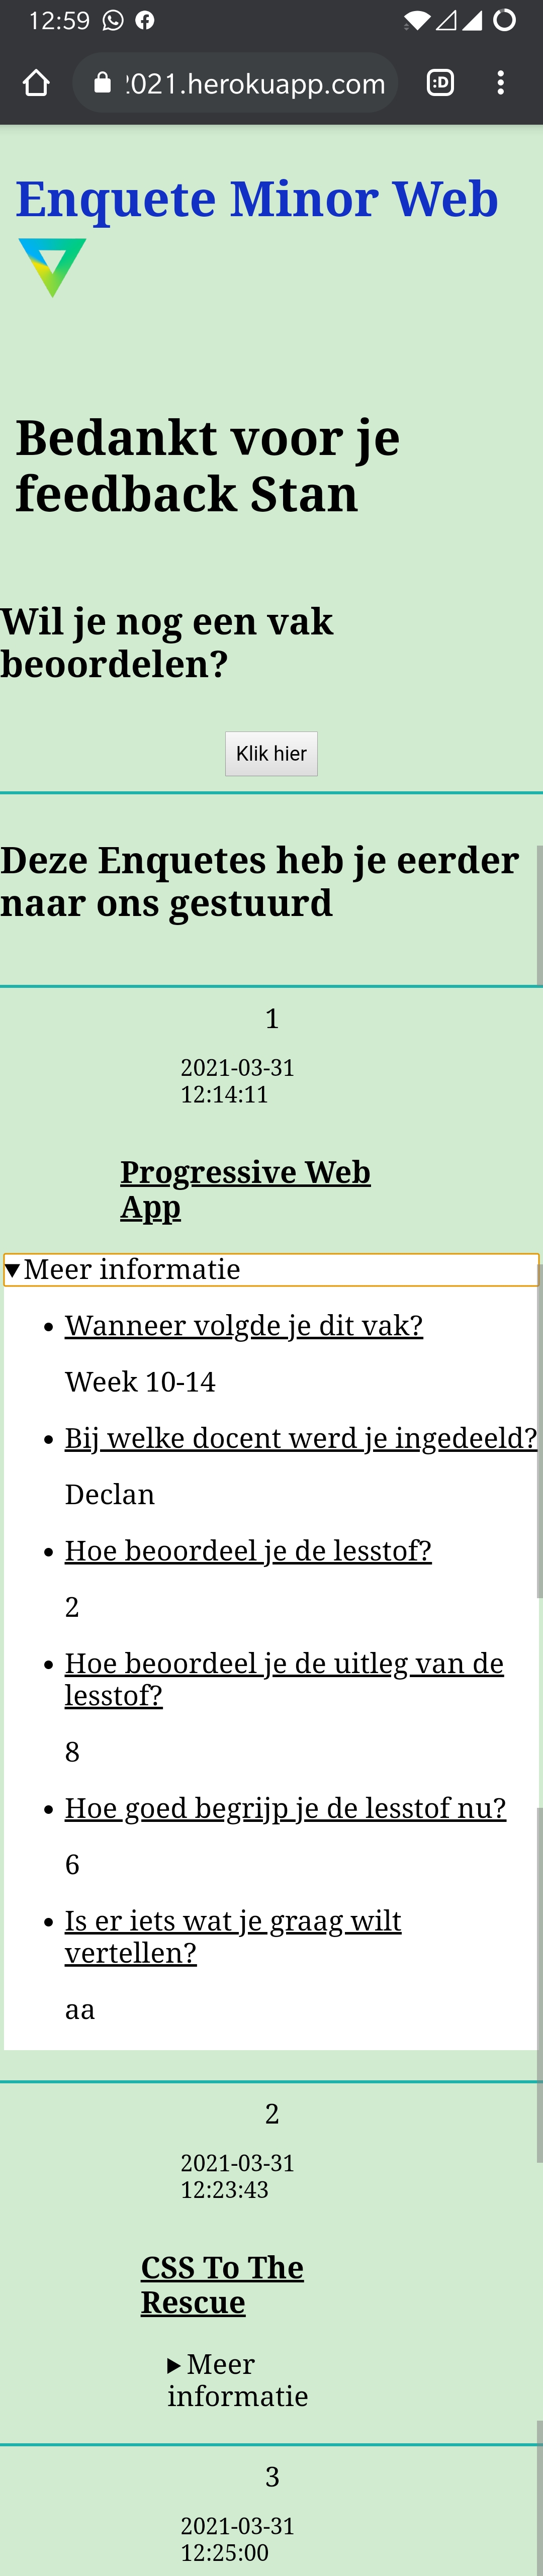 12:59
2021.herokuapp.com
:D
Enquete Minor Web
Bedankt voor je
feedback Stan
Wil je nog een vak
beoordelen?
Klik hier
Deze Enquetes heb je eerder
naar ons gestuurd
1
2021-03-31
12:14:11
Progressive Web
App
Meer informatie
Wanneer volgde je dit vak?
Week 10-14
Bij welke docent werd je ingedeeld?
Declan
Hoe beoordeel je de lesstof?
2
Hoe beoordeel je de uitleg van de
lesstof?
8
Hoe goed begrijp je de lesstof nu?
6
Is er iets wat je graag wilt
vertellen?
aa
2
2021-03-31
12:23:43
CSS To The
Rescue
Meer
informatie
3
2021-03-31
12:25:00